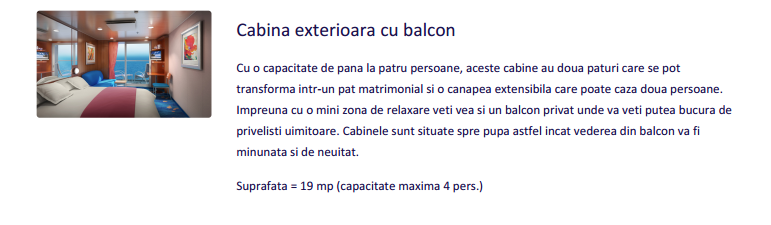 Cabina exterioara cu balcon
Cu o capacitate de pana la patru persoane, aceste cabine au doua paturi care se pot
transforma intr-un pat matrimonial si o canapea extensibila care poate caza doua persoane.
Impreuna cu o mini zona de relaxare veti vea si un balcon privat unde va veti putea bucura de
privelisti uimitoare. Cabinele sunt situate spre pupa astfel incat vederea din balcon va fi
minunata si de neuitat.
Suprafata = 19 mp (capacitate maxima 4 pers.)